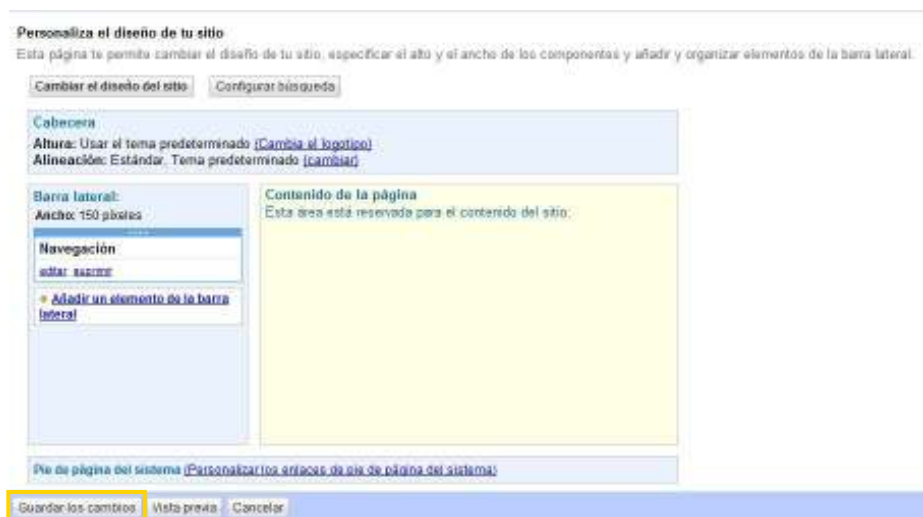 Personaliza el diseño de tu sitio
Esta página te permite cambiar el diseño de tu sitio, especificar el alto y el ancho de los componentes y añadir y organizar elementos de la barra lateral.
Cambiar el diseño del sitio Configurar búsqueda
Cabecera
Altura: Usar el tema predeterminado (Cambia el logotipo)
Alineación: Estándar. Tema predeterminado (cambiar)
Barra lateral:
Ancho: 150 píxeles
Navegación
editar suprimir
Añadir un elemento de la barra
lateral
Contenido de la página
Esta área está reservada para el contenido del sitio.
Pie de página del sistema (Personalizar los enlaces de pie de página del sistema)
Guardar los cambios Vista previa Cancelar